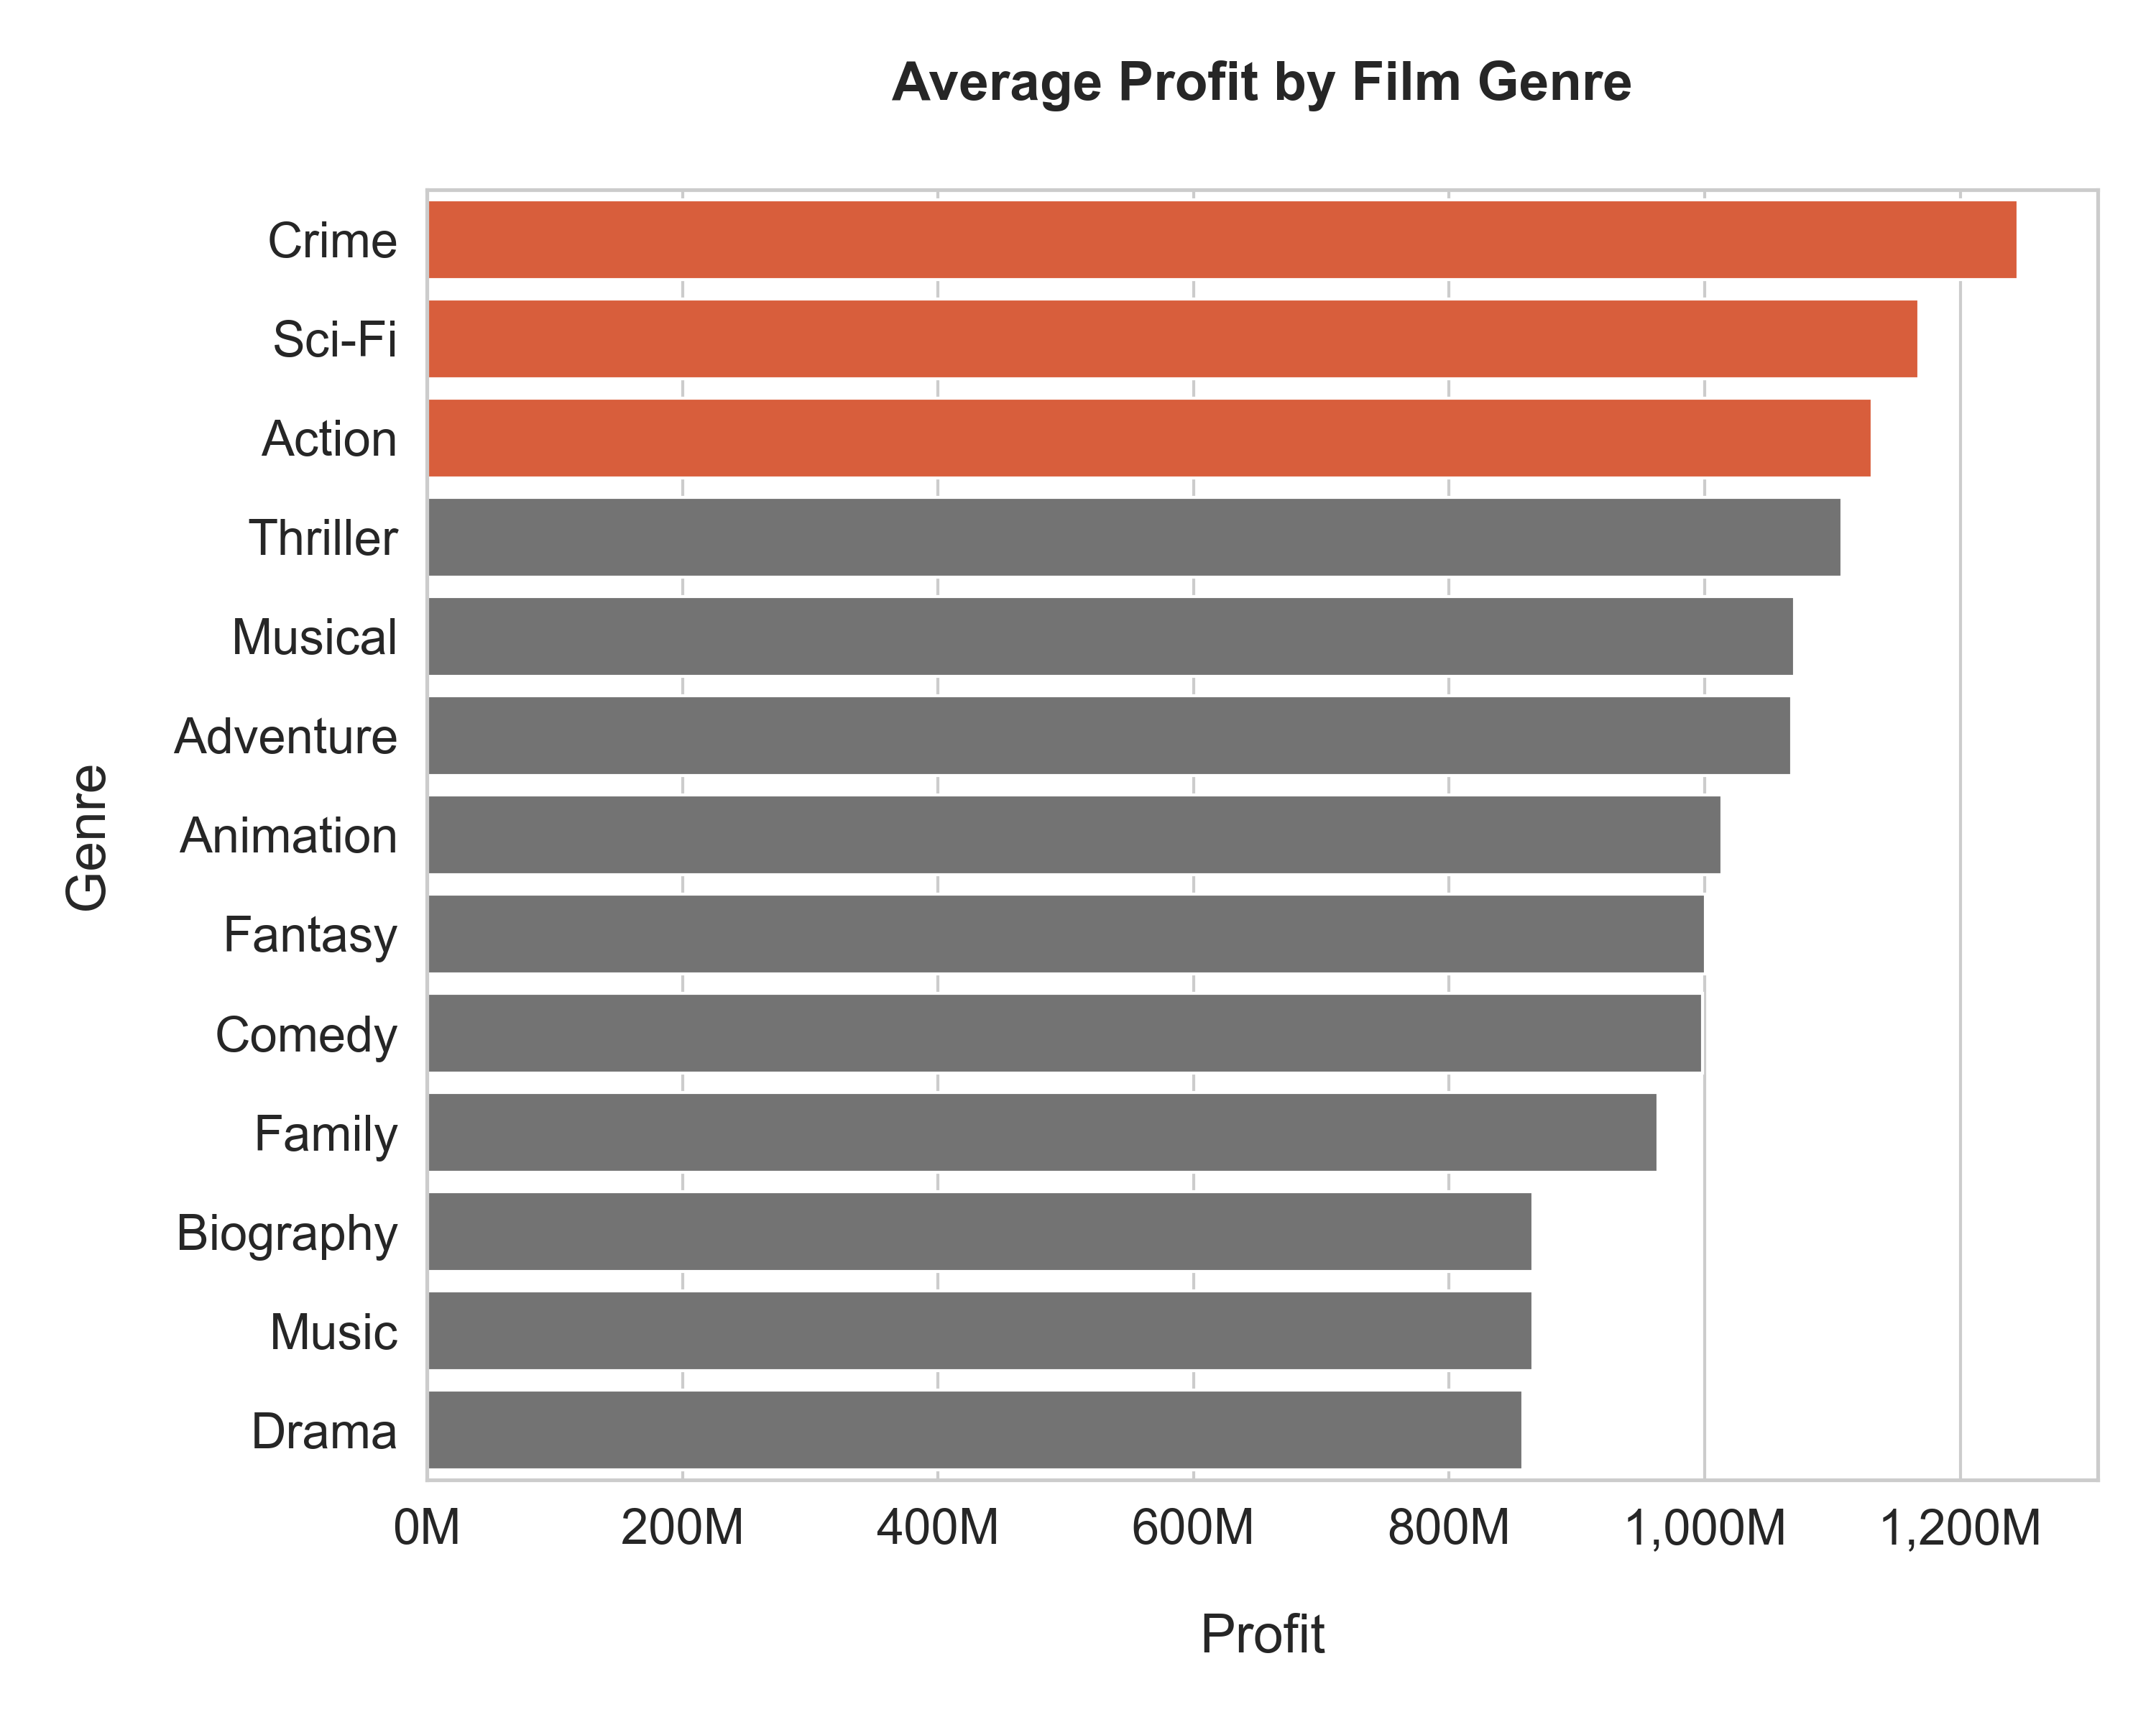 Average Profit by Film Genre
Crime
Sci-Fi
Action
Thriller
Musical
Adventure
Animation
Fantasy
Comedy
Family
Biography
Music
Drama
Genre
0M 200M 400M 600M 800M 1,000M 1,200M
Profit